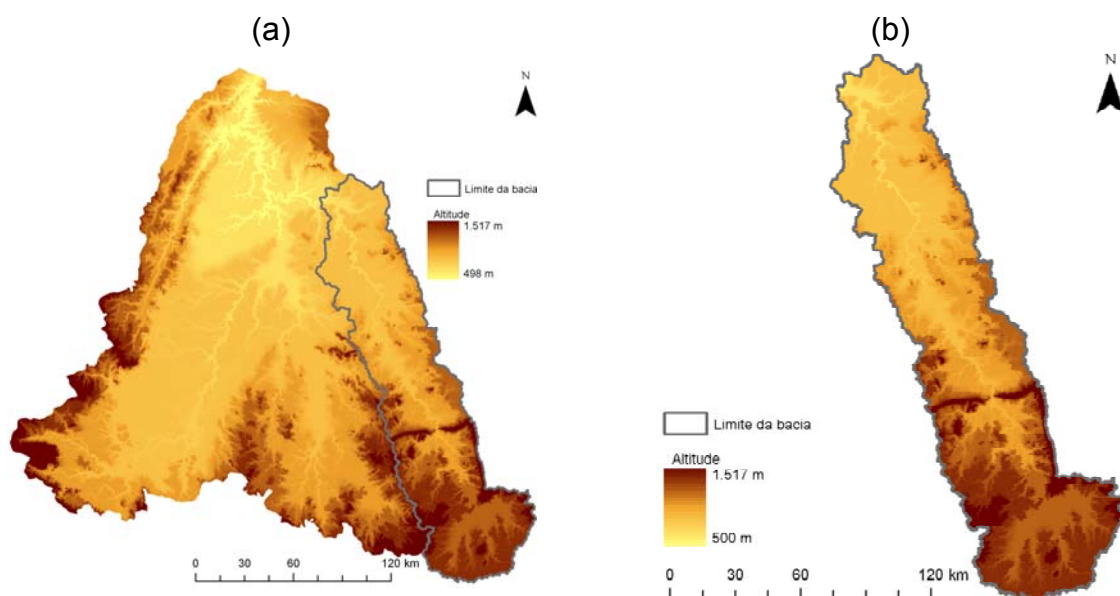 (a)
N
Limite da bacia
Altitude
1.517 m
498 m
0 30 60 120 km
(b)
N
Limite da bacia
Altitude
1.517 m
500 m
0 30 60 120 km